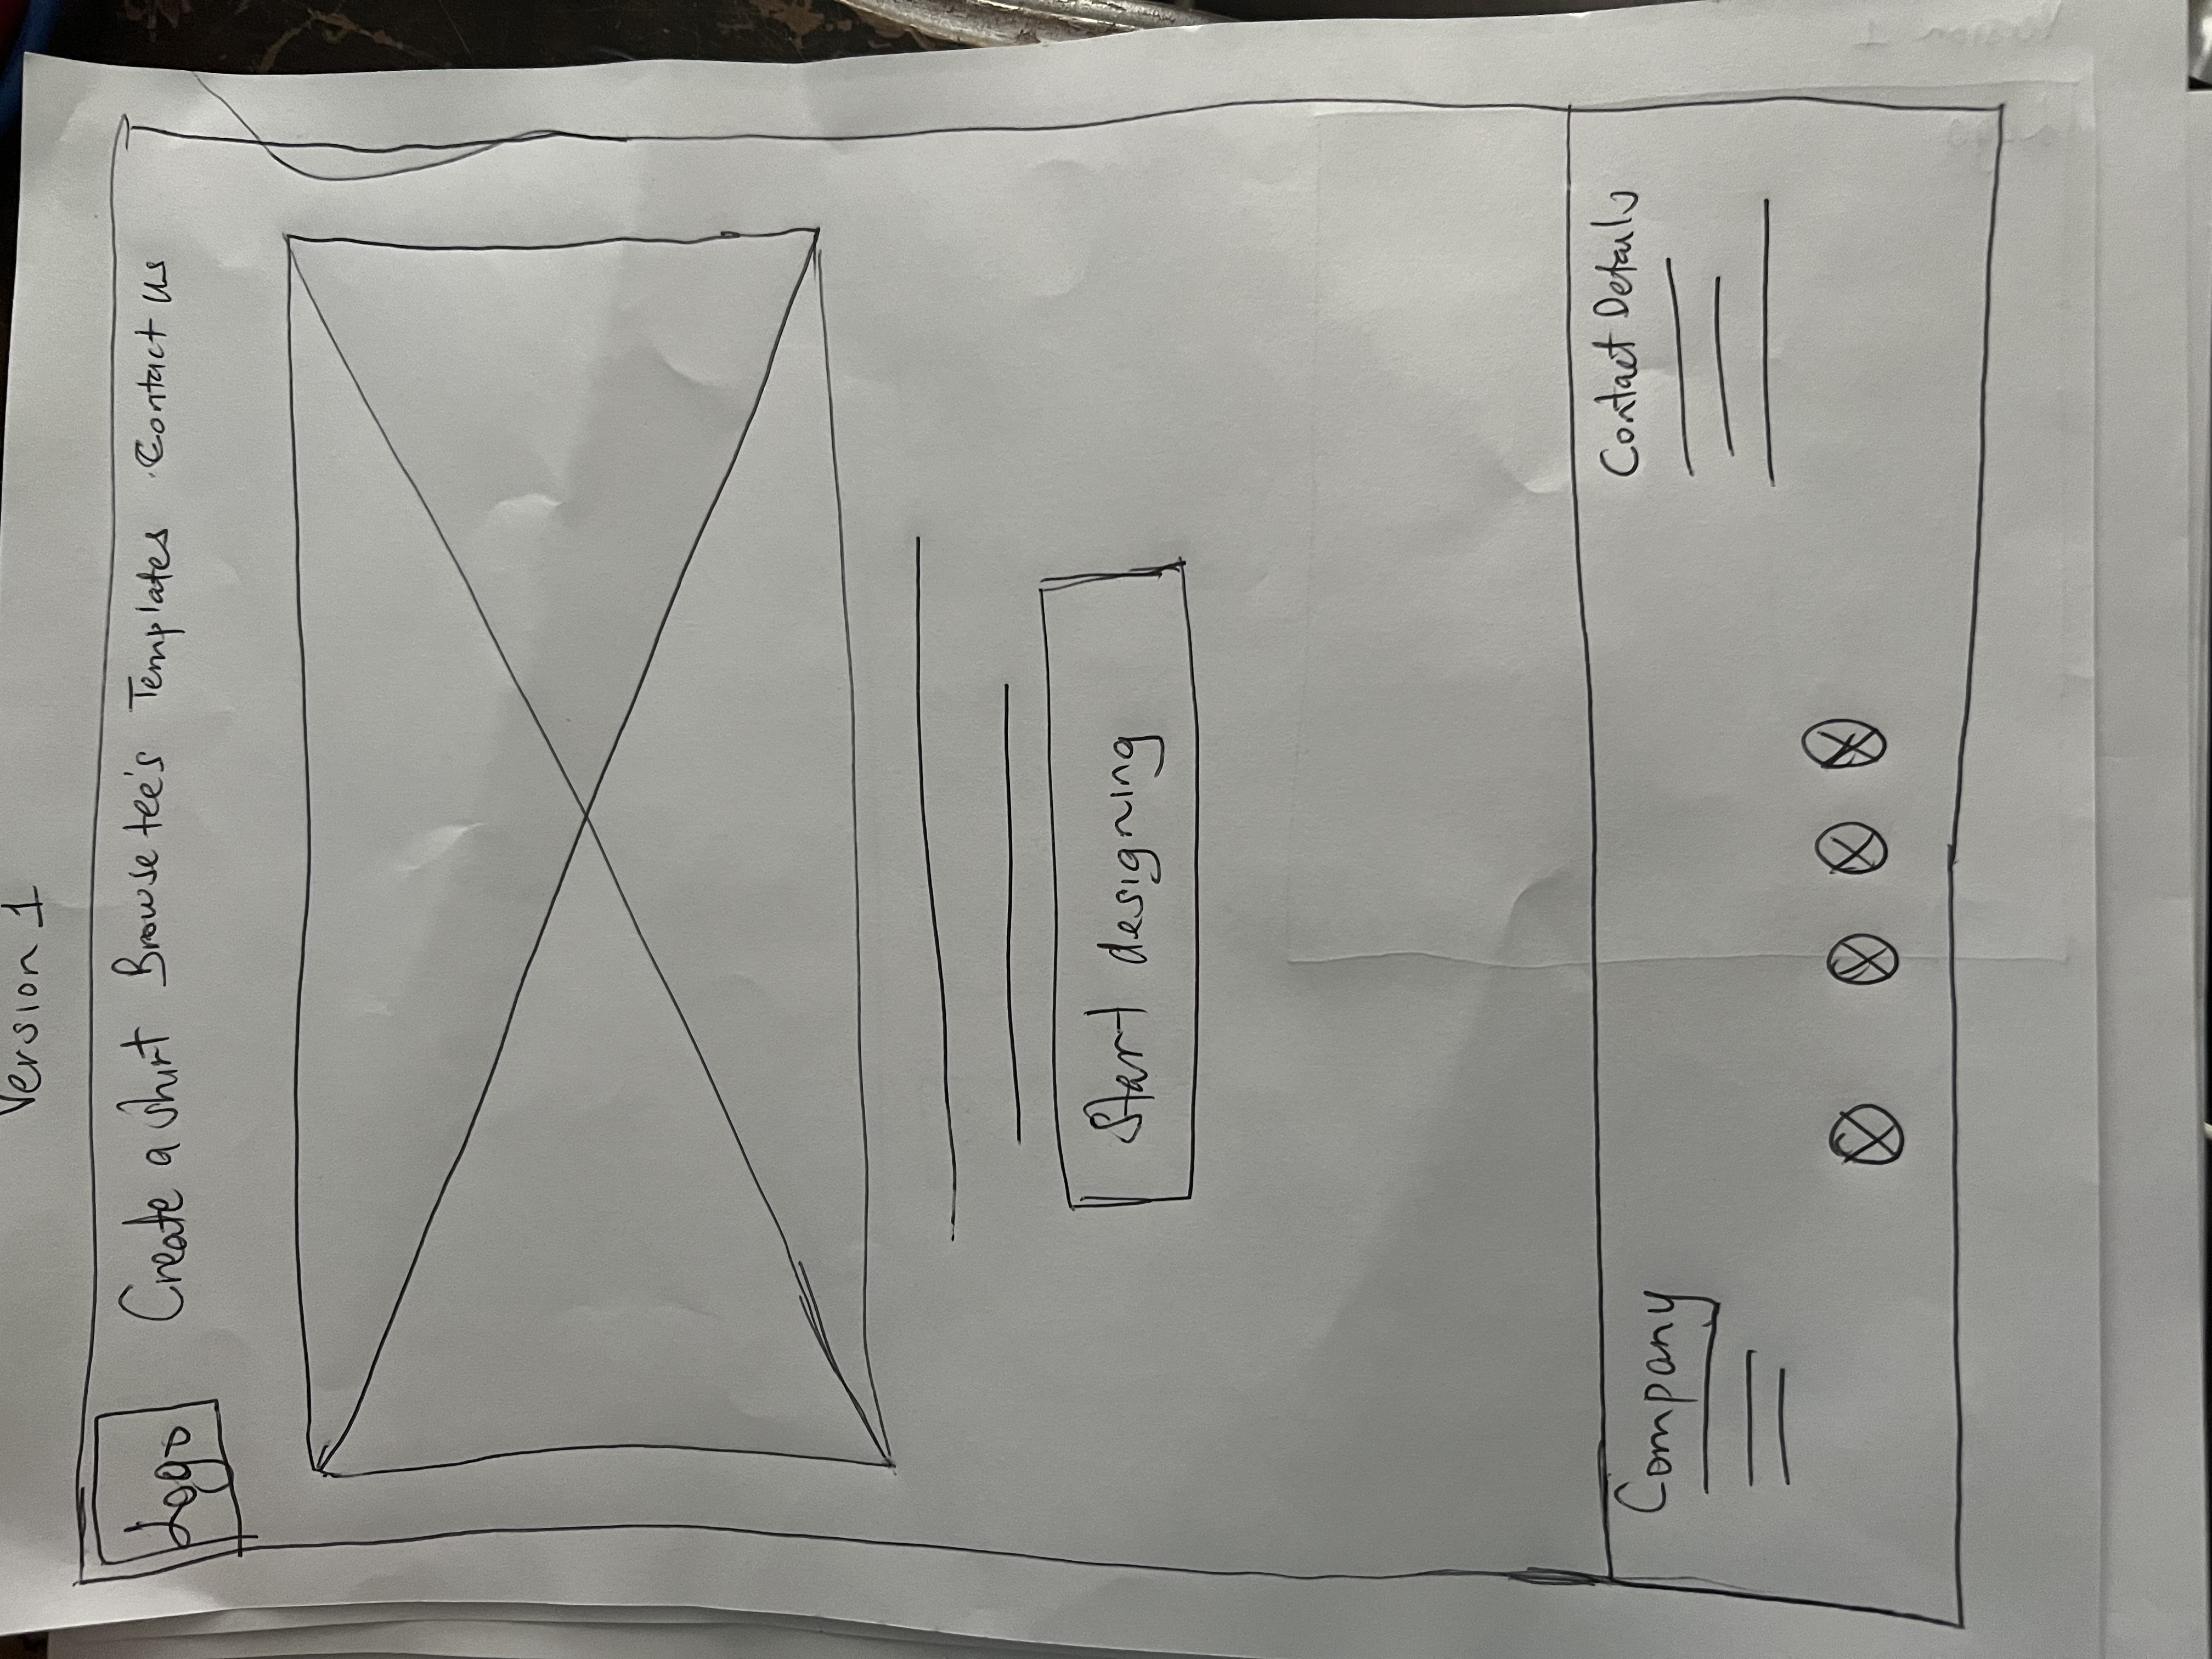 Version 1
Logo
Create a shirt Browse tee's Templates Contact us
Start designing
Company
Contact Details